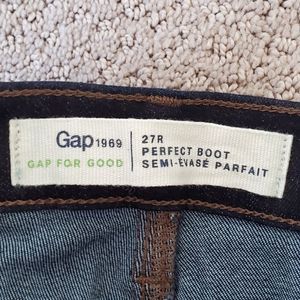 Gap 1969
GAP FOR GOOD
27R
PERFECT BOOT
SEMI-ÉVASÉ PARFAIT